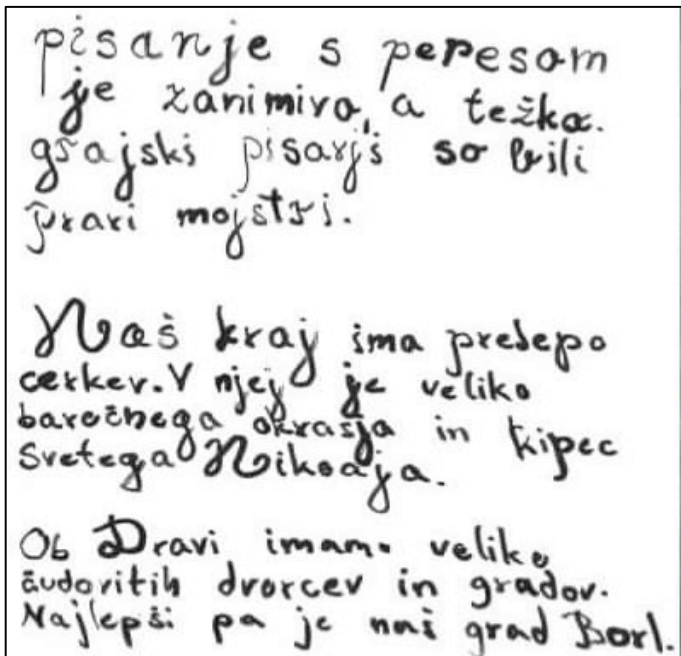 pisanje s peresom
je zanimivo, a težko.
grajski pisarji so bili
pravi mojstri.
Naš kraj ima prelepo
cerkev. V njej je veliko
baročnega okrasja in kipec
Svetega Nikolaja.
Ob Dravi imamo veliko
čudovitih dvorcev in gradov.
Najlepši pa je naš grad Borl.